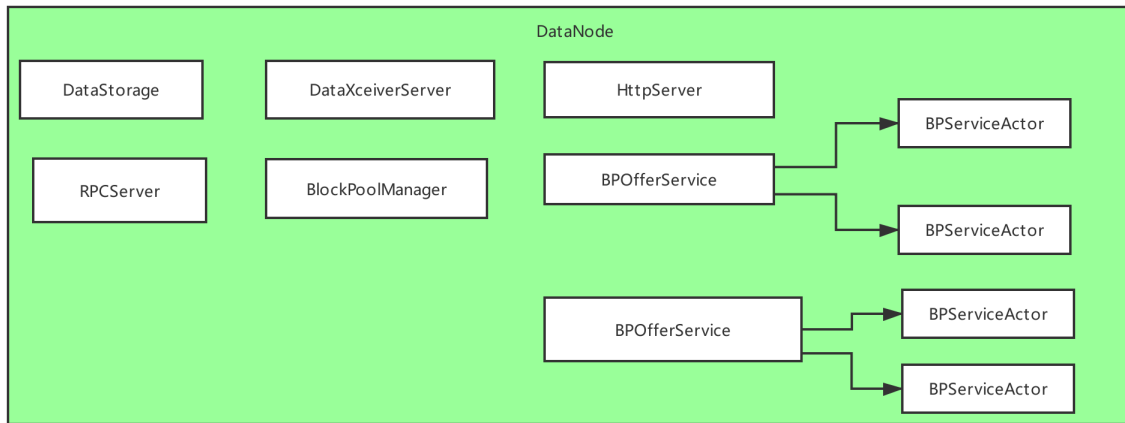 DataNode
DataStorage
DataXceiverServer
HttpServer
BPServiceActor
RPCServer
BlockPoolManager
BPOfferService
BPServiceActor
BPOfferService
BPServiceActor
BPServiceActor